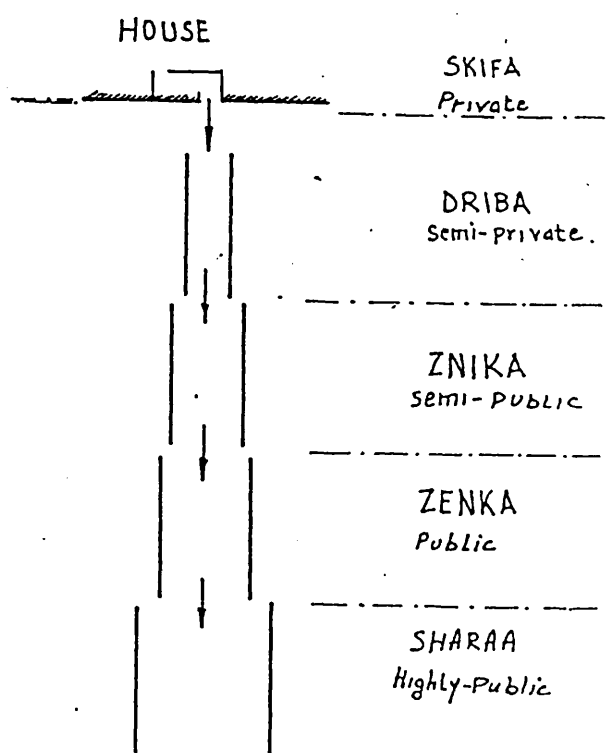 HOUSE
SKIFA
Private
DRIBA
Semi-private.
ZNIKA
Semi-Public
ZENKA
Public
SHARAA
Highly-Public